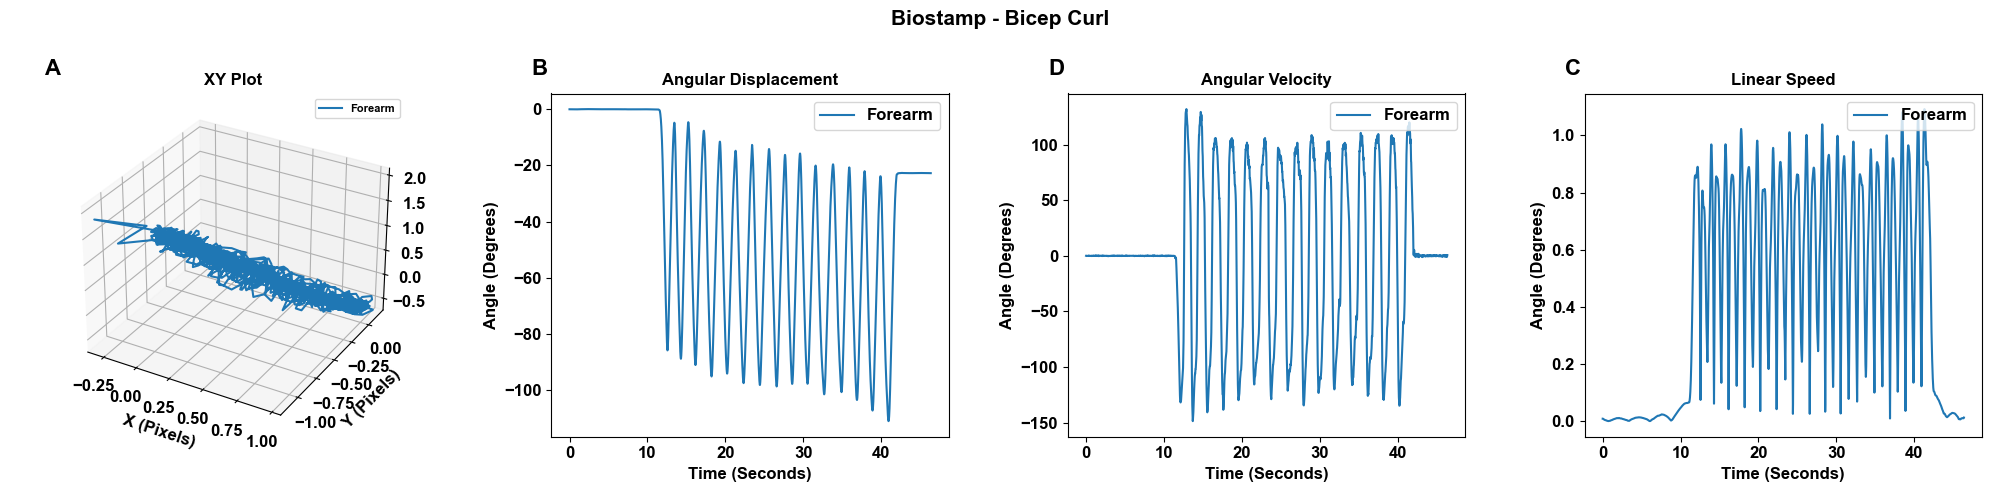 Biostamp - Bicep Curl
A
XY Plot
Forearm
2.0
1.5
1.0
0.5
0.0
−0.5
0.00
−0.25
−0.50
−0.75
−1.00
Y (Pixels)
−0.25
0.00
0.25
0.50
0.75
1.00
X (Pixels)
B
Angular Displacement
Forearm
0
−20
−40
−60
−80
−100
Angle (Degrees)
0 10 20 30 40
Time (Seconds)
D
Angular Velocity
Forearm
100
50
0
−50
−100
−150
Angle (Degrees)
0 10 20 30 40
Time (Seconds)
C
Linear Speed
Forearm
1.0
0.8
0.6
0.4
0.2
0.0
Angle (Degrees)
0 10 20 30 40
Time (Seconds)